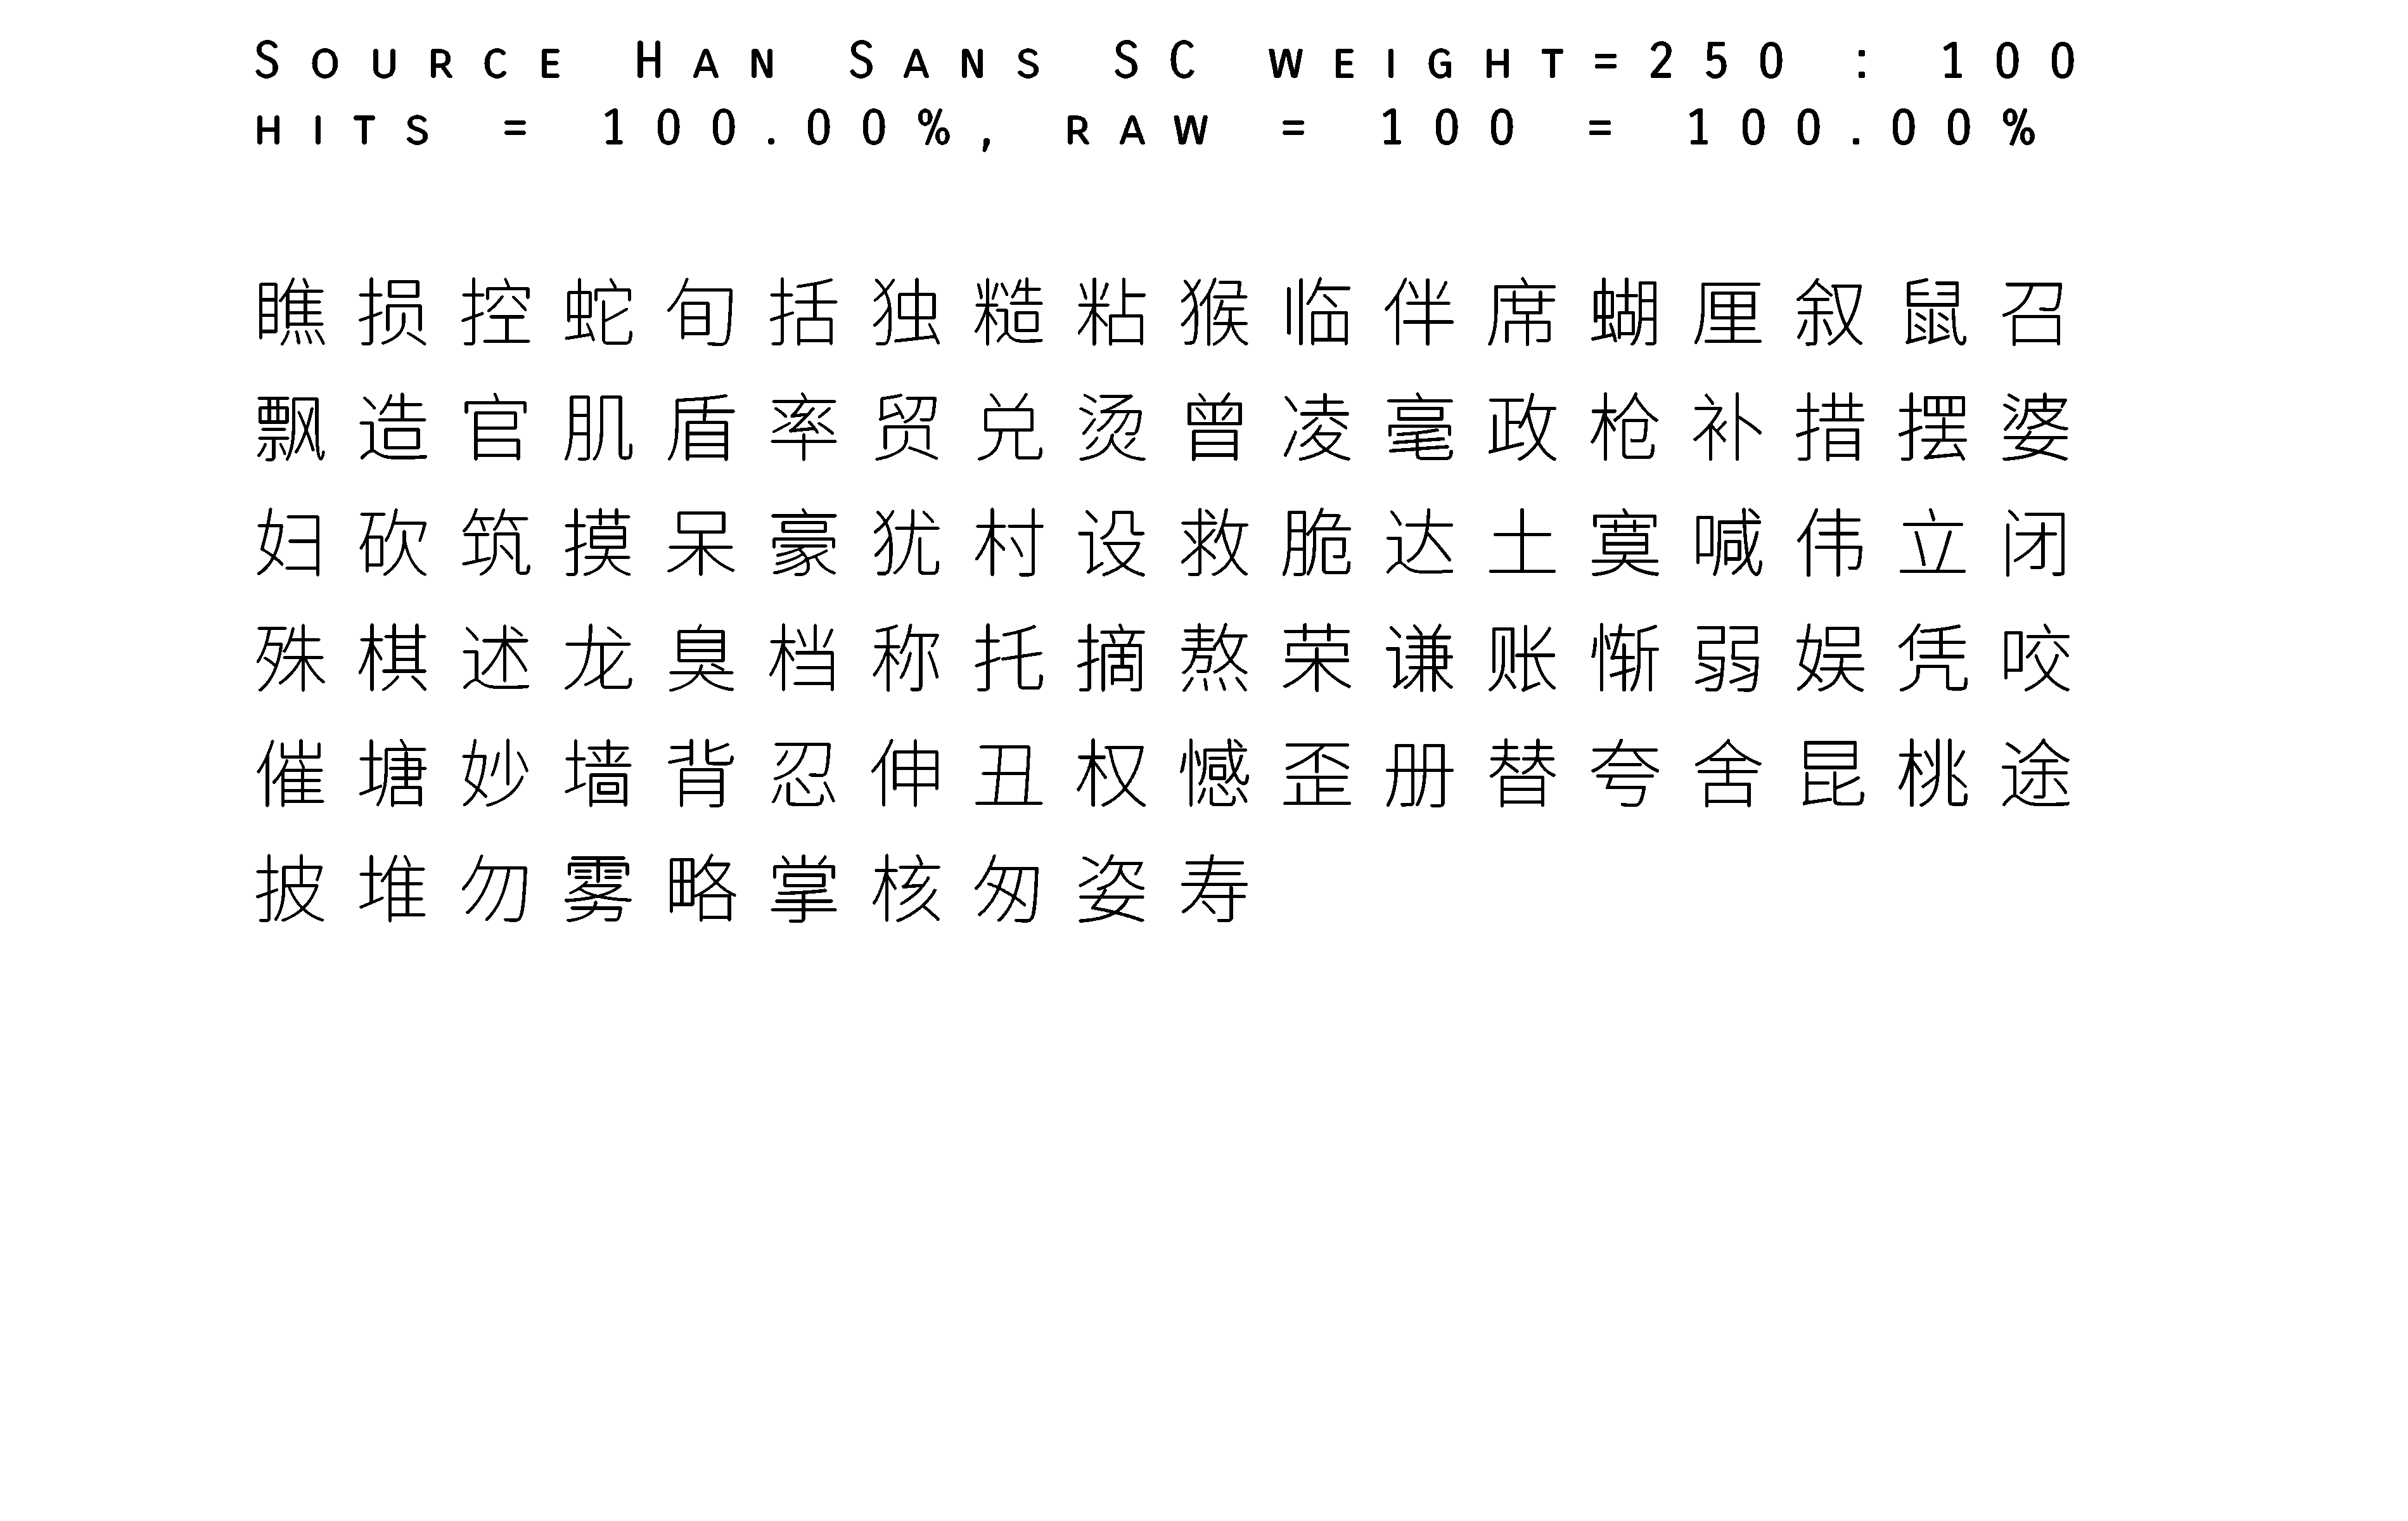 Source Han Sans SC weight=250 : 100
hits = 100.00%, raw = 100 = 100.00%
瞧损控蛇旬括独糙粘猴临伴席蝴厘叙鼠召
飘造官肌盾率贸兑烫曾凌毫政枪补措摆婆
妇砍筑摸呆豪犹村设救脆达士寞喊伟立闭
殊棋述龙臭档称托摘熬荣谦账惭弱娱凭咬
催塘妙墙背忍伸丑权憾歪册替夸舍昆桃途
披堆勿雾略掌核匆姿寿